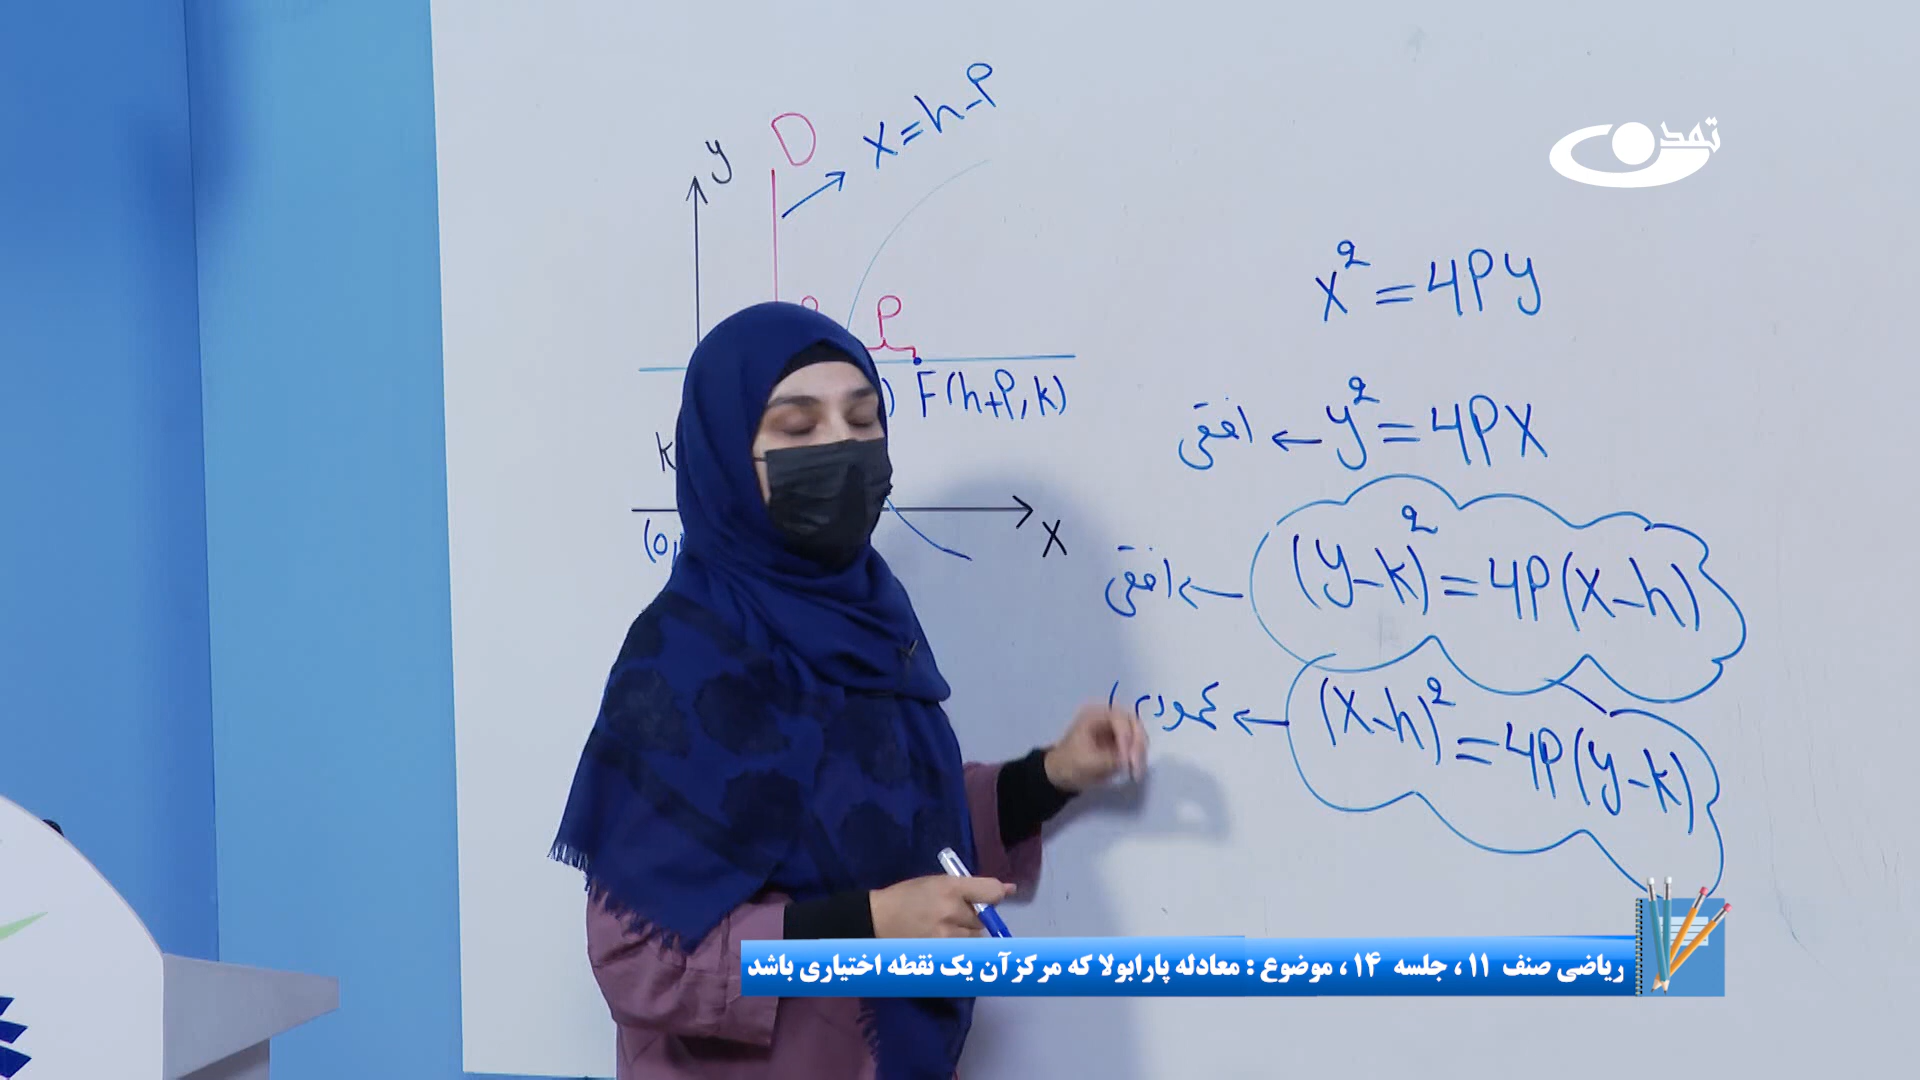 تمدن
y
D
x=h-p
P
F(h+p,k)
k
x
(0,
x²=4Py
افقی ← y²=4Px
افقی ← (y-k)²=4P(x-h)
عمودی ← (x-h)²=4P(y-k)
ریاضی صنف ۱۱ ، جلسه ۱۴ ، موضوع : معادله پارابولا که مرکز آن یک نقطه اختیاری باشد